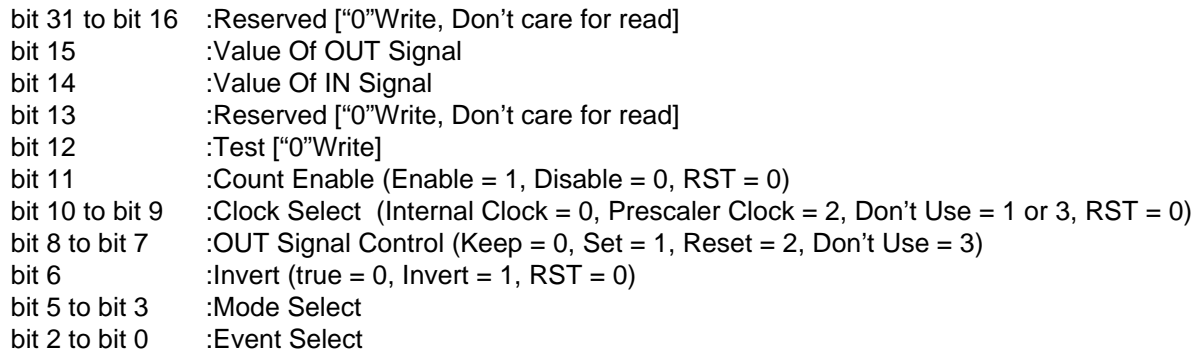 bit 31 to bit 16 :Reserved [“0”Write, Don’t care for read]
bit 15 :Value Of OUT Signal
bit 14 :Value Of IN Signal
bit 13 :Reserved [“0”Write, Don’t care for read]
bit 12 :Test [“0”Write]
bit 11 :Count Enable (Enable = 1, Disable = 0, RST = 0)
bit 10 to bit 9 :Clock Select (Internal Clock = 0, Prescaler Clock = 2, Don’t Use = 1 or 3, RST = 0)
bit 8 to bit 7 :OUT Signal Control (Keep = 0, Set = 1, Reset = 2, Don’t Use = 3)
bit 6 :Invert (true = 0, Invert = 1, RST = 0)
bit 5 to bit 3 :Mode Select
bit 2 to bit 0 :Event Select